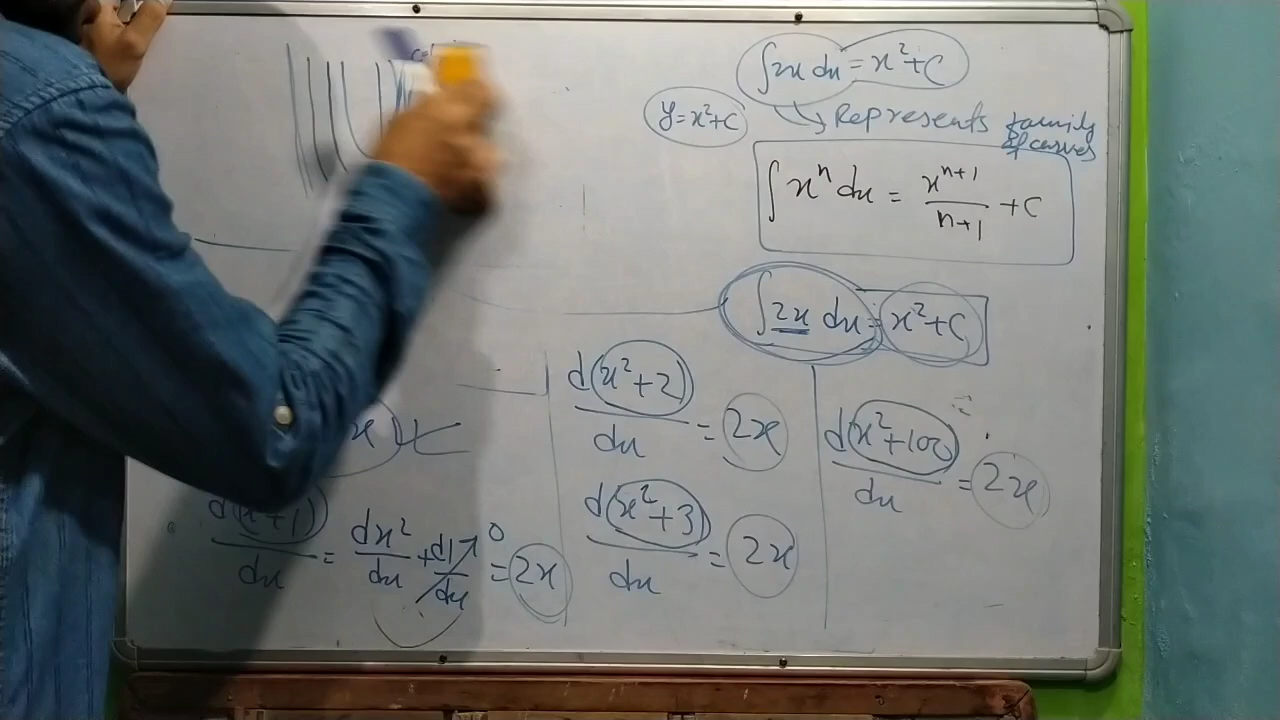 ∫2x dx = x²+C
y=x²+C
Represents family of curves
∫ xⁿ dx = xⁿ⁺¹/n+1 + C
∫2x dx = x²+C
d(x²+2)/dx = 2x
d(x²+100)/dx = 2x
d(x²+1)/dx = dx²/dx + d1/dx 0 = 2x
d(x²+3)/dx = 2x